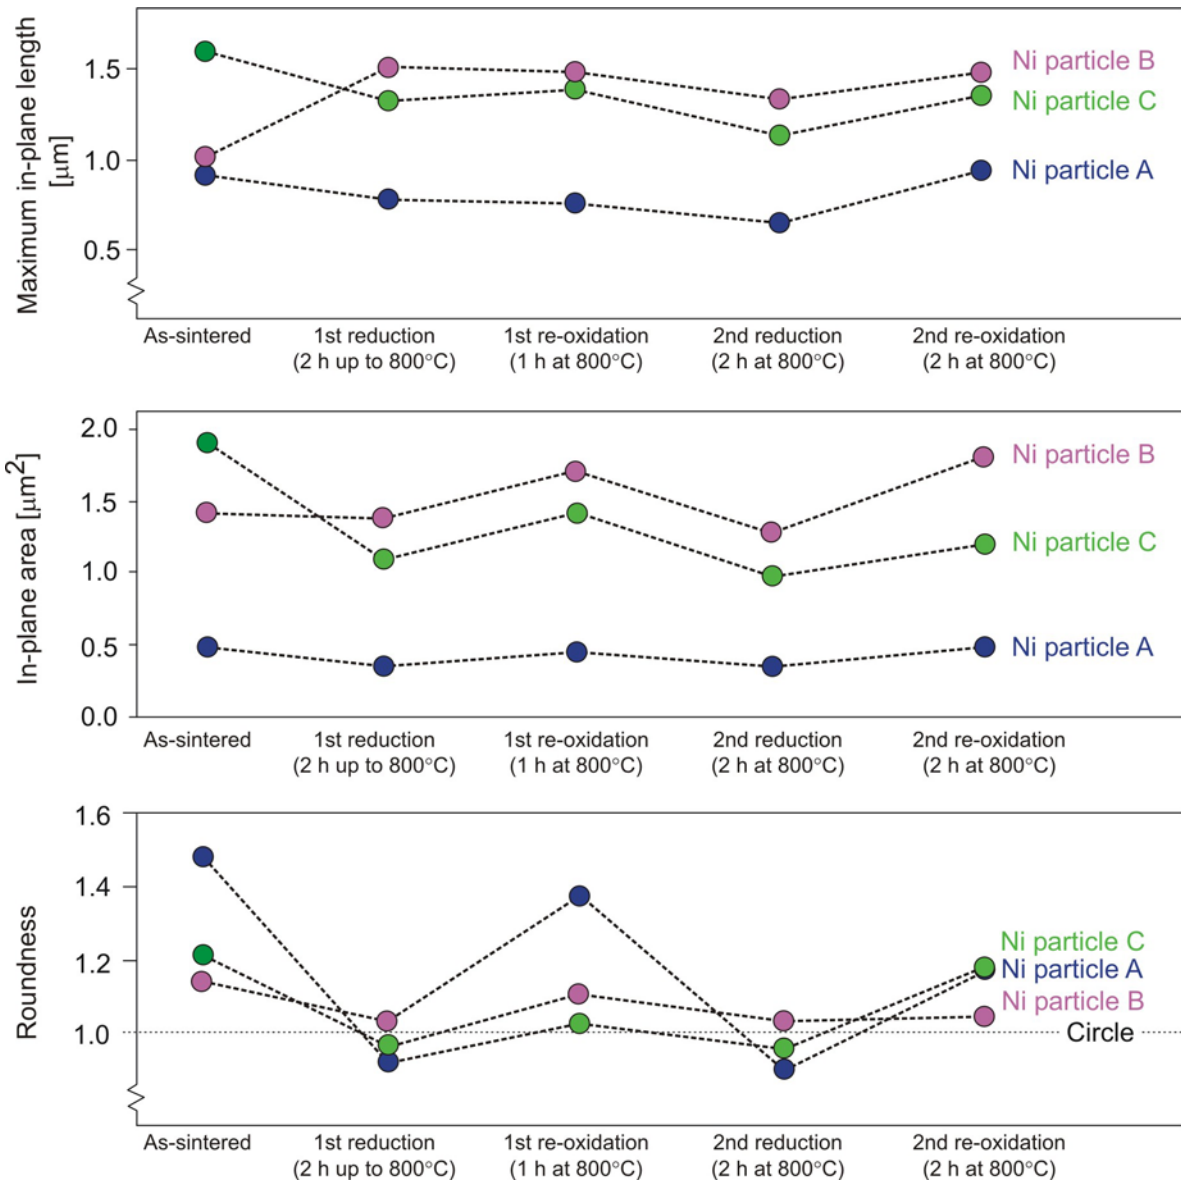 Maximum in-plane length
[μm]
1.5
1.0
0.5
Ni particle B
Ni particle C
Ni particle A
As-sintered
1st reduction
(2 h up to 800°C)
1st re-oxidation
(1 h at 800°C)
2nd reduction
(2 h at 800°C)
2nd re-oxidation
(2 h at 800°C)
In-plane area [μm²]
2.0
1.5
1.0
0.5
0.0
Ni particle B
Ni particle C
Ni particle A
As-sintered
1st reduction
(2 h up to 800°C)
1st re-oxidation
(1 h at 800°C)
2nd reduction
(2 h at 800°C)
2nd re-oxidation
(2 h at 800°C)
Roundness
1.6
1.4
1.2
1.0
Ni particle C
Ni particle A
Ni particle B
Circle
As-sintered
1st reduction
(2 h up to 800°C)
1st re-oxidation
(1 h at 800°C)
2nd reduction
(2 h at 800°C)
2nd re-oxidation
(2 h at 800°C)